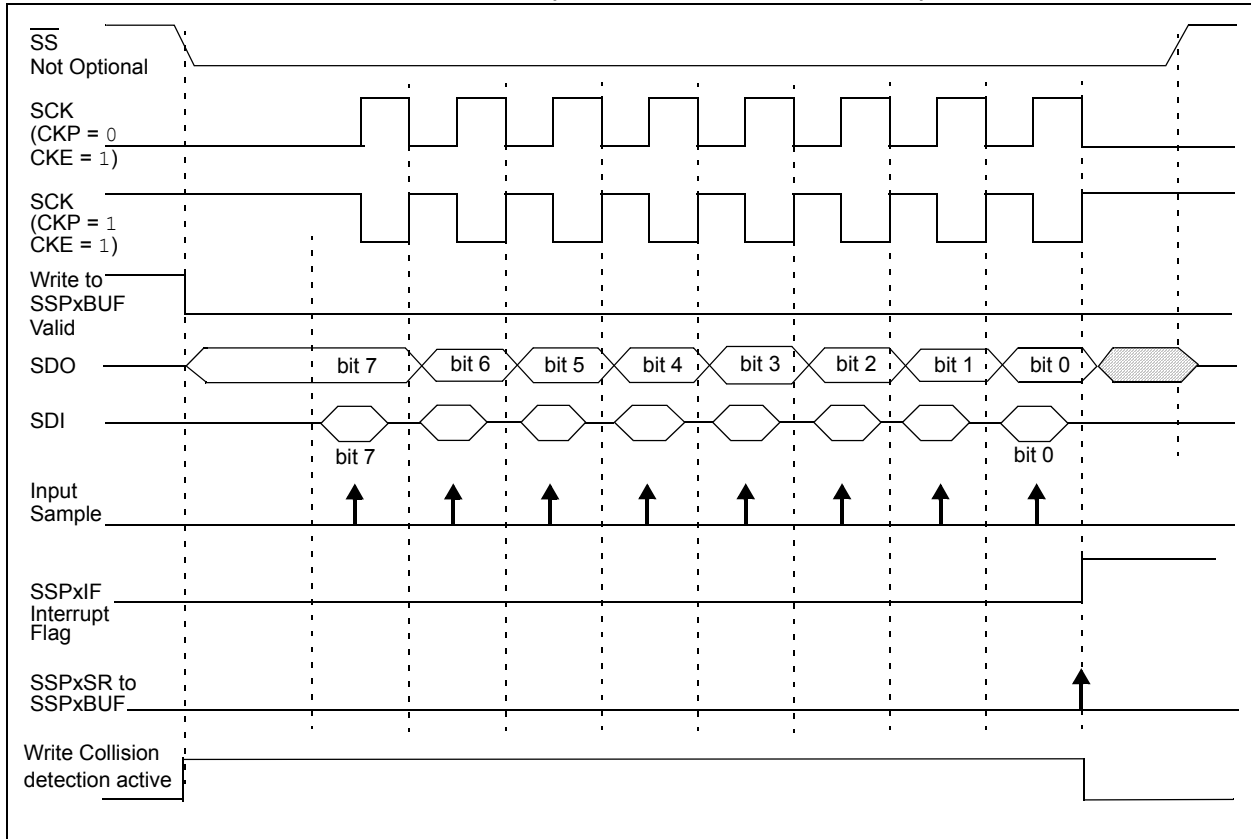 SS
Not Optional
SCK
(CKP = 0
CKE = 1)
SCK
(CKP = 1
CKE = 1)
Write to
SSPxBUF
Valid
SDO
bit 7 bit 6 bit 5 bit 4 bit 3 bit 2 bit 1 bit 0
SDI
bit 7 bit 0
Input
Sample
SSPxIF
Interrupt
Flag
SSPxSR to
SSPxBUF
Write Collision
detection active